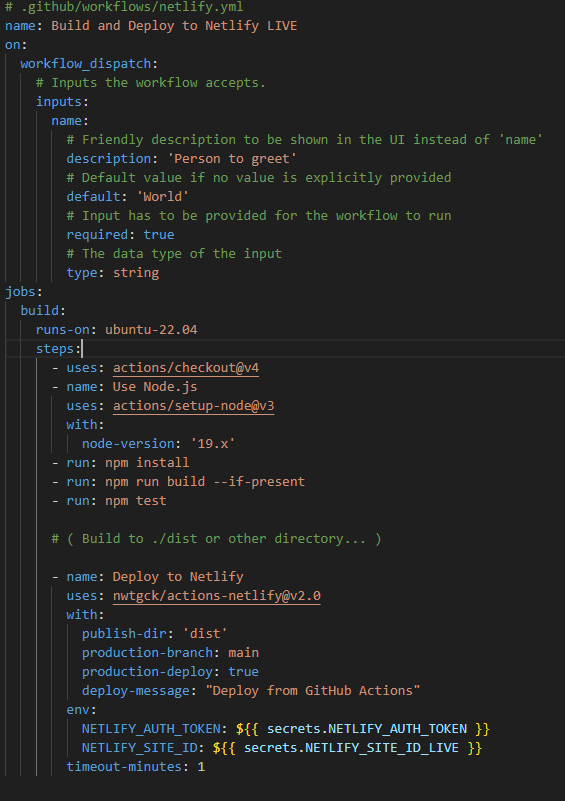 # .github/workflows/netlify.yml
name: Build and Deploy to Netlify LIVE
on:
  workflow_dispatch:
    # Inputs the workflow accepts.
    inputs:
      name:
        # Friendly description to be shown in the UI instead of 'name'
        description: 'Person to greet'
        # Default value if no value is explicitly provided
        default: 'World'
        # Input has to be provided for the workflow to run
        required: true
        # The data type of the input
        type: string
jobs:
  build:
    runs-on: ubuntu-22.04
    steps:
      - uses: actions/checkout@v4
      - name: Use Node.js
        uses: actions/setup-node@v3
        with:
          node-version: '19.x'
      - run: npm install
      - run: npm run build --if-present
      - run: npm test

      # ( Build to ./dist or other directory... )

      - name: Deploy to Netlify
        uses: nwtgck/actions-netlify@v2.0
        with:
          publish-dir: 'dist'
          production-branch: main
          production-deploy: true
          deploy-message: "Deploy from GitHub Actions"
        env:
          NETLIFY_AUTH_TOKEN: ${{ secrets.NETLIFY_AUTH_TOKEN }}
          NETLIFY_SITE_ID: ${{ secrets.NETLIFY_SITE_ID_LIVE }}
        timeout-minutes: 1